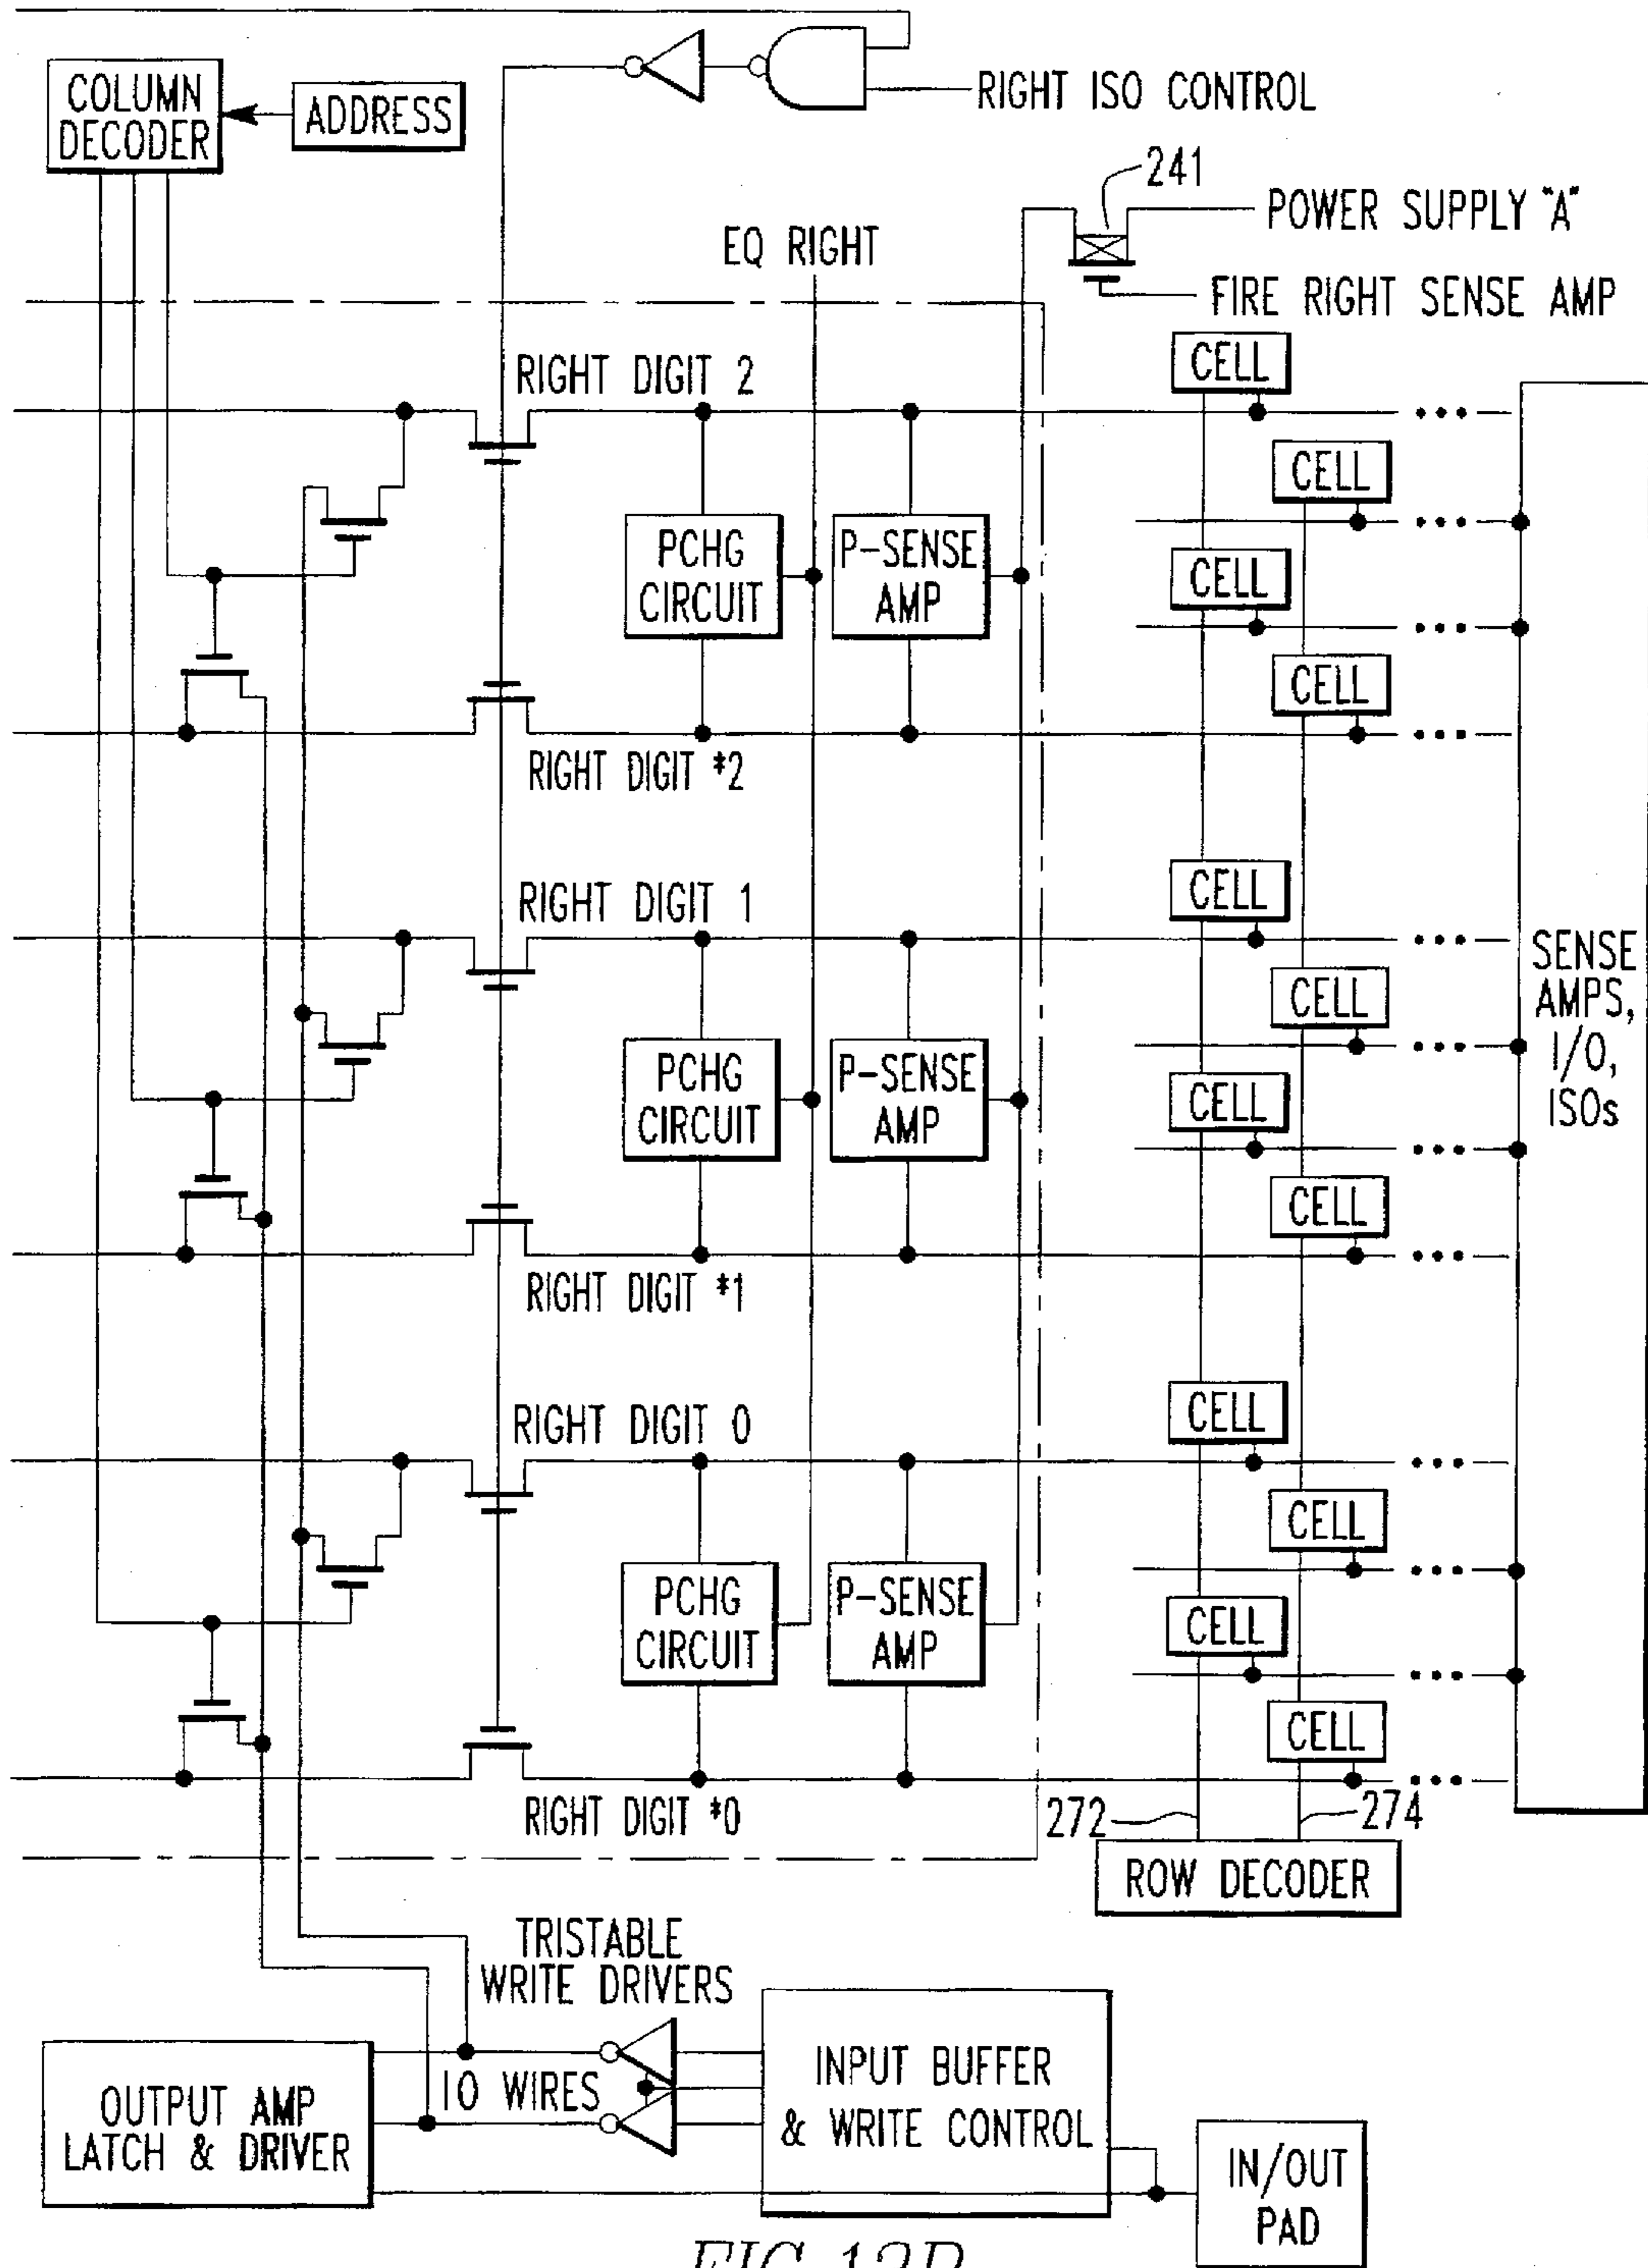 COLUMN
DECODER
ADDRESS
RIGHT ISO CONTROL
241
POWER SUPPLY "A"
EQ RIGHT
FIRE RIGHT SENSE AMP
CELL
RIGHT DIGIT 2
CELL
PCHG
CIRCUIT
P-SENSE
AMP
CELL
CELL
RIGHT DIGIT *2
CELL
RIGHT DIGIT 1
SENSE
AMPS,
I/O,
ISOs
CELL
PCHG
CIRCUIT
P-SENSE
AMP
CELL
CELL
RIGHT DIGIT *1
CELL
RIGHT DIGIT 0
CELL
PCHG
CIRCUIT
P-SENSE
AMP
CELL
CELL
RIGHT DIGIT *0
272
274
ROW DECODER
TRISTABLE
WRITE DRIVERS
OUTPUT AMP
LATCH & DRIVER
IO WIRES
INPUT BUFFER
& WRITE CONTROL
IN/OUT
PAD